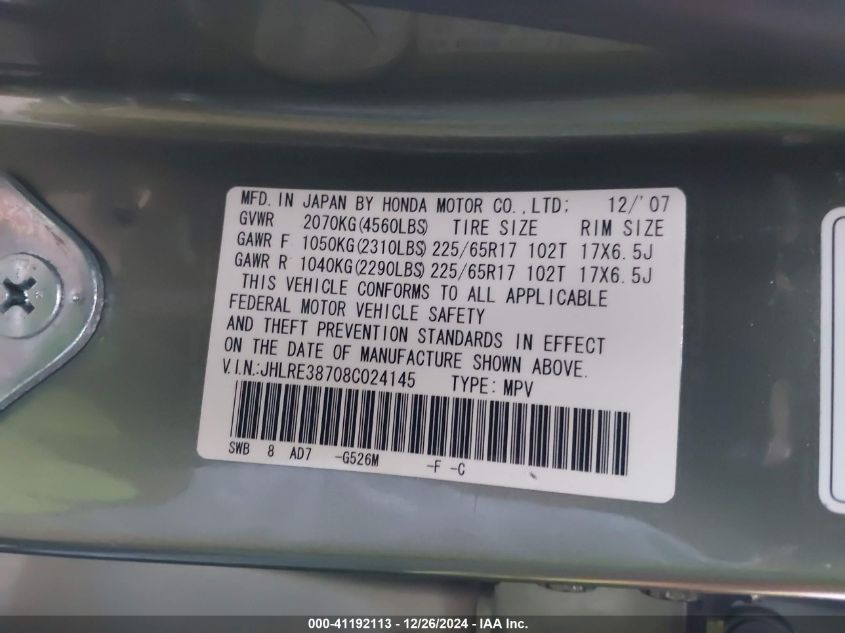 MFD. IN JAPAN BY HONDA MOTOR CO., LTD; 12/'07
GVWR 2070KG(4560LBS) TIRE SIZE RIM SIZE
GAWR F 1050KG(2310LBS) 225/65R17 102T 17X6.5J
GAWR R 1040KG(2290LBS) 225/65R17 102T 17X6.5J
THIS VEHICLE CONFORMS TO ALL APPLICABLE
FEDERAL MOTOR VEHICLE SAFETY
AND THEFT PREVENTION STANDARDS IN EFFECT
ON THE DATE OF MANUFACTURE SHOWN ABOVE.
V.I.N.:JHLRE38708C024145 TYPE: MPV
SWB 8 AD7 -G526M -F -C
000-41192113 - 12/26/2024 - IAA Inc.